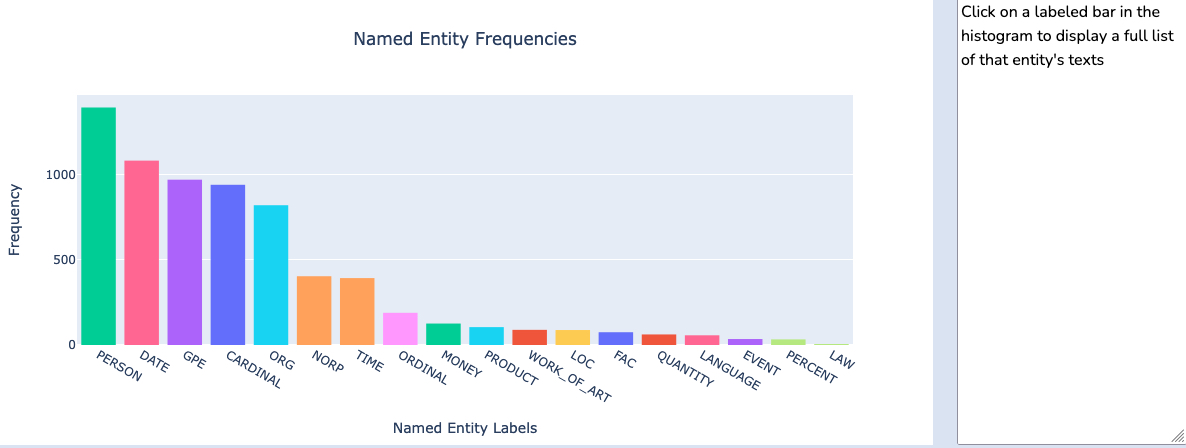 Named Entity Frequencies
Frequency
1000
500
0
PERSON
DATE
GPE
CARDINAL
ORG
NORP
TIME
ORDINAL
MONEY
PRODUCT
WORK_OF_ART
LOC
FAC
QUANTITY
LANGUAGE
EVENT
PERCENT
LAW
Named Entity Labels
Click on a labeled bar in the
histogram to display a full list
of that entity's texts